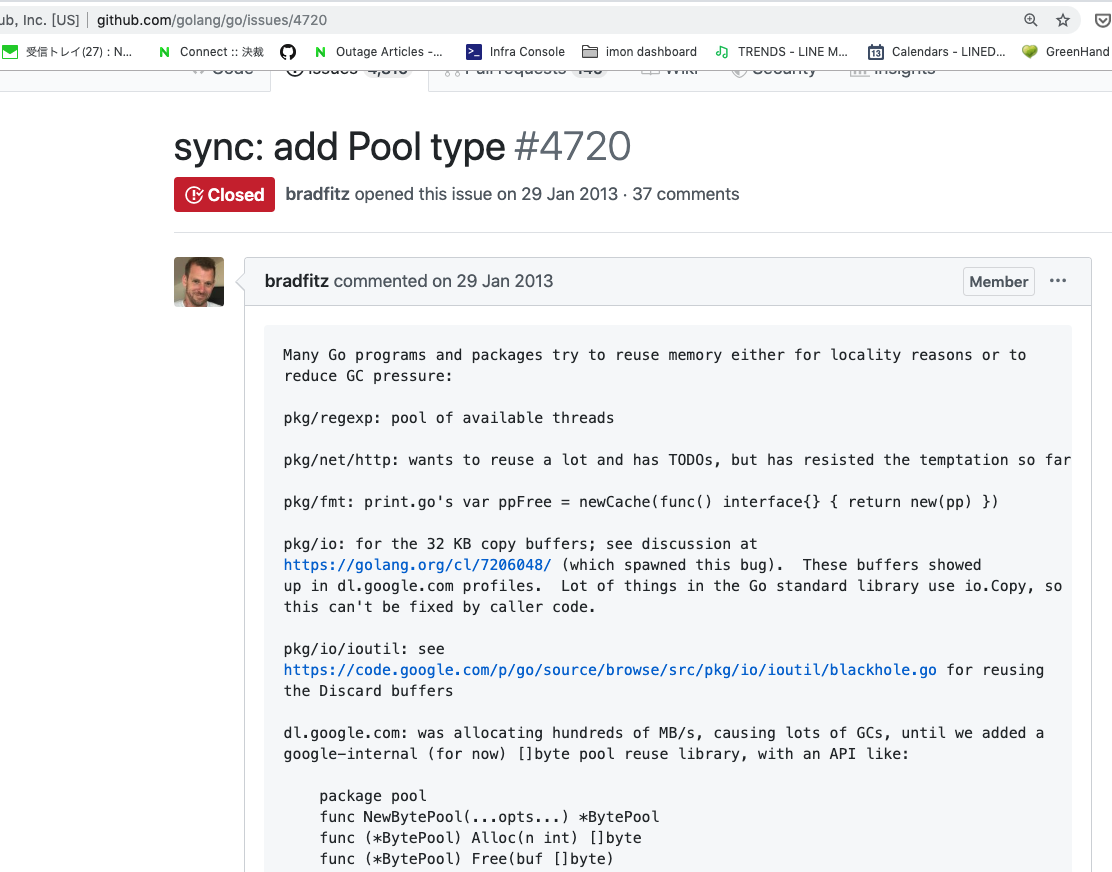 ub, Inc. [US] github.com/golang/go/issues/4720
受信トレイ(27) : N... Connect :: 決裁 Outage Articles -... Infra Console imon dashboard TRENDS - LINE M... 13 Calendars - LINED... GreenHand
Code Issues Pull requests Wiki Security Insights
sync: add Pool type #4720
Closed bradfitz opened this issue on 29 Jan 2013 · 37 comments
bradfitz commented on 29 Jan 2013 Member ...
Many Go programs and packages try to reuse memory either for locality reasons or to
reduce GC pressure:
pkg/regexp: pool of available threads
pkg/net/http: wants to reuse a lot and has TODOs, but has resisted the temptation so far
pkg/fmt: print.go's var ppFree = newCache(func() interface{} { return new(pp) })
pkg/io: for the 32 KB copy buffers; see discussion at
https://golang.org/cl/7206048/ (which spawned this bug).  These buffers showed
up in dl.google.com profiles.  Lot of things in the Go standard library use io.Copy, so
this can't be fixed by caller code.
pkg/io/ioutil: see
https://code.google.com/p/go/source/browse/src/pkg/io/ioutil/blackhole.go for reusing
the Discard buffers
dl.google.com: was allocating hundreds of MB/s, causing lots of GCs, until we added a
google-internal (for now) []byte pool reuse library, with an API like:
package pool
func NewBytePool(...opts...) *BytePool
func (*BytePool) Alloc(n int) []byte
func (*BytePool) Free(buf []byte)